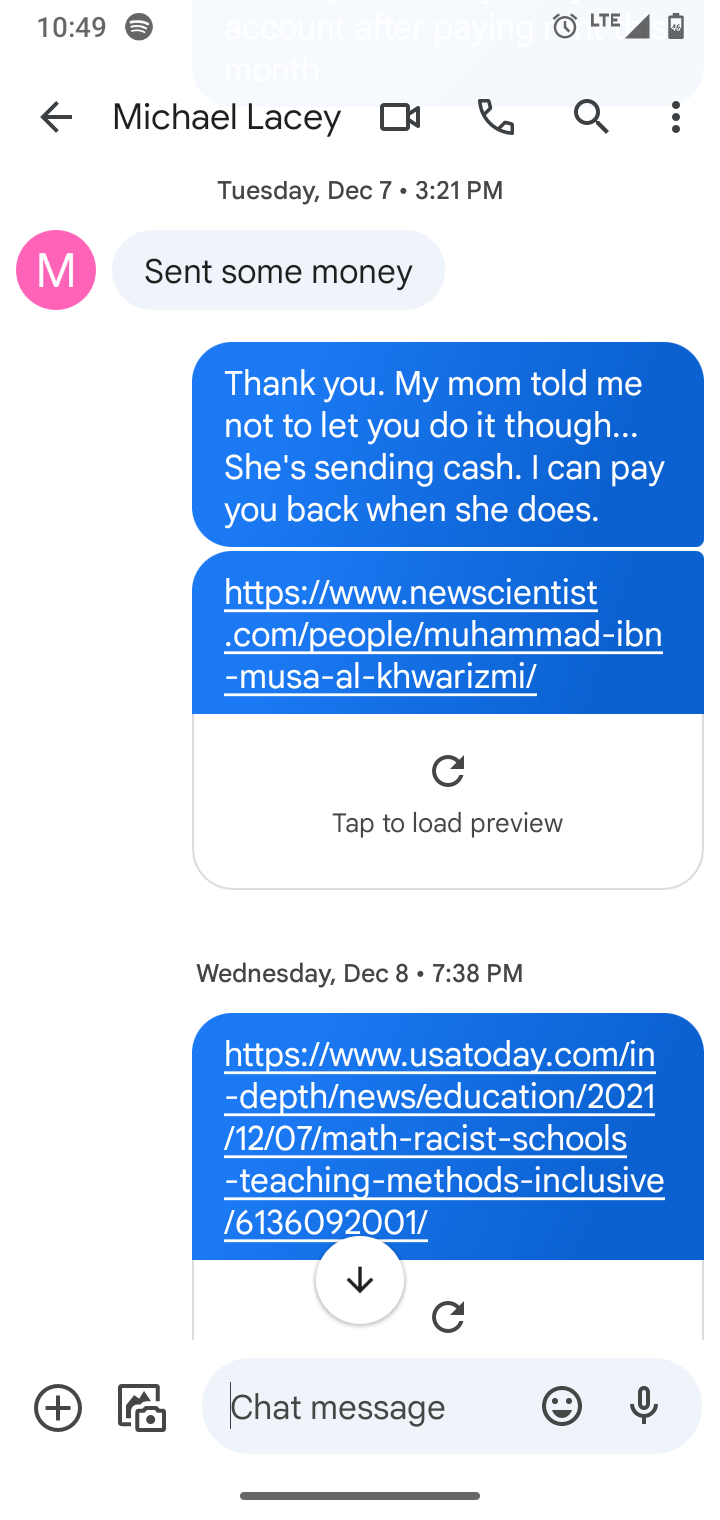 10:49
LTE
46
account after paying rent this
month
Michael Lacey
Tuesday, Dec 7 • 3:21 PM
M
Sent some money
Thank you. My mom told me
not to let you do it though...
She's sending cash. I can pay
you back when she does.
https://www.newscientist
.com/people/muhammad-ibn
-musa-al-khwarizmi/
Tap to load preview
Wednesday, Dec 8 • 7:38 PM
https://www.usatoday.com/in
-depth/news/education/2021
/12/07/math-racist-schools
-teaching-methods-inclusive
/6136092001/
Chat message